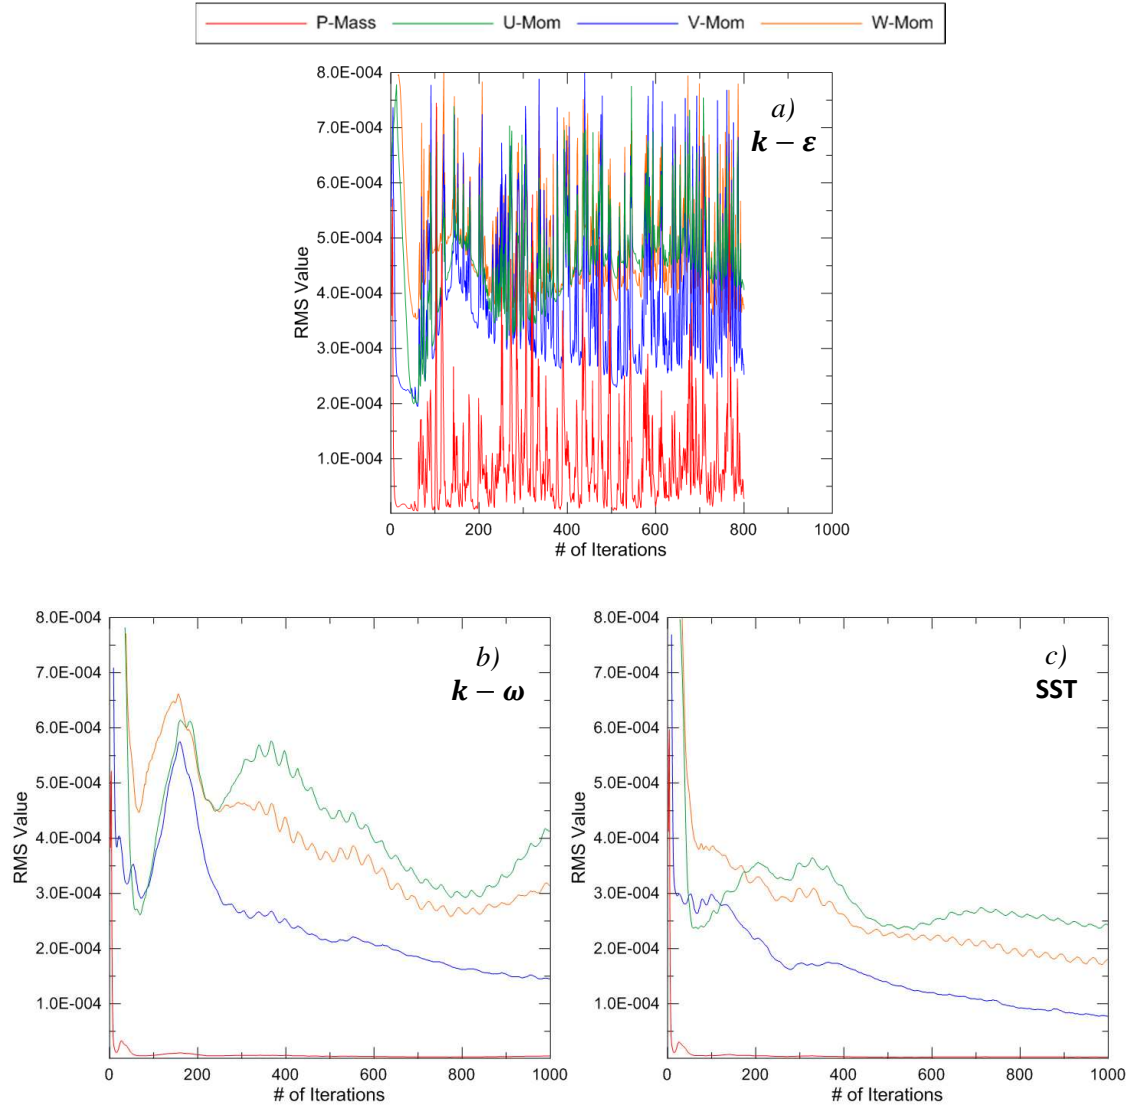 P-Mass U-Mom V-Mom W-Mom
8.0E-004
7.0E-004
6.0E-004
5.0E-004
4.0E-004
3.0E-004
2.0E-004
1.0E-004
RMS Value
a)
k − ε
0 200 400 600 800 1000
# of Iterations
8.0E-004
7.0E-004
6.0E-004
5.0E-004
4.0E-004
3.0E-004
2.0E-004
1.0E-004
RMS Value
b)
k − ω
0 200 400 600 800 1000
# of Iterations
8.0E-004
7.0E-004
6.0E-004
5.0E-004
4.0E-004
3.0E-004
2.0E-004
1.0E-004
RMS Value
c)
SST
0 200 400 600 800 1000
# of Iterations